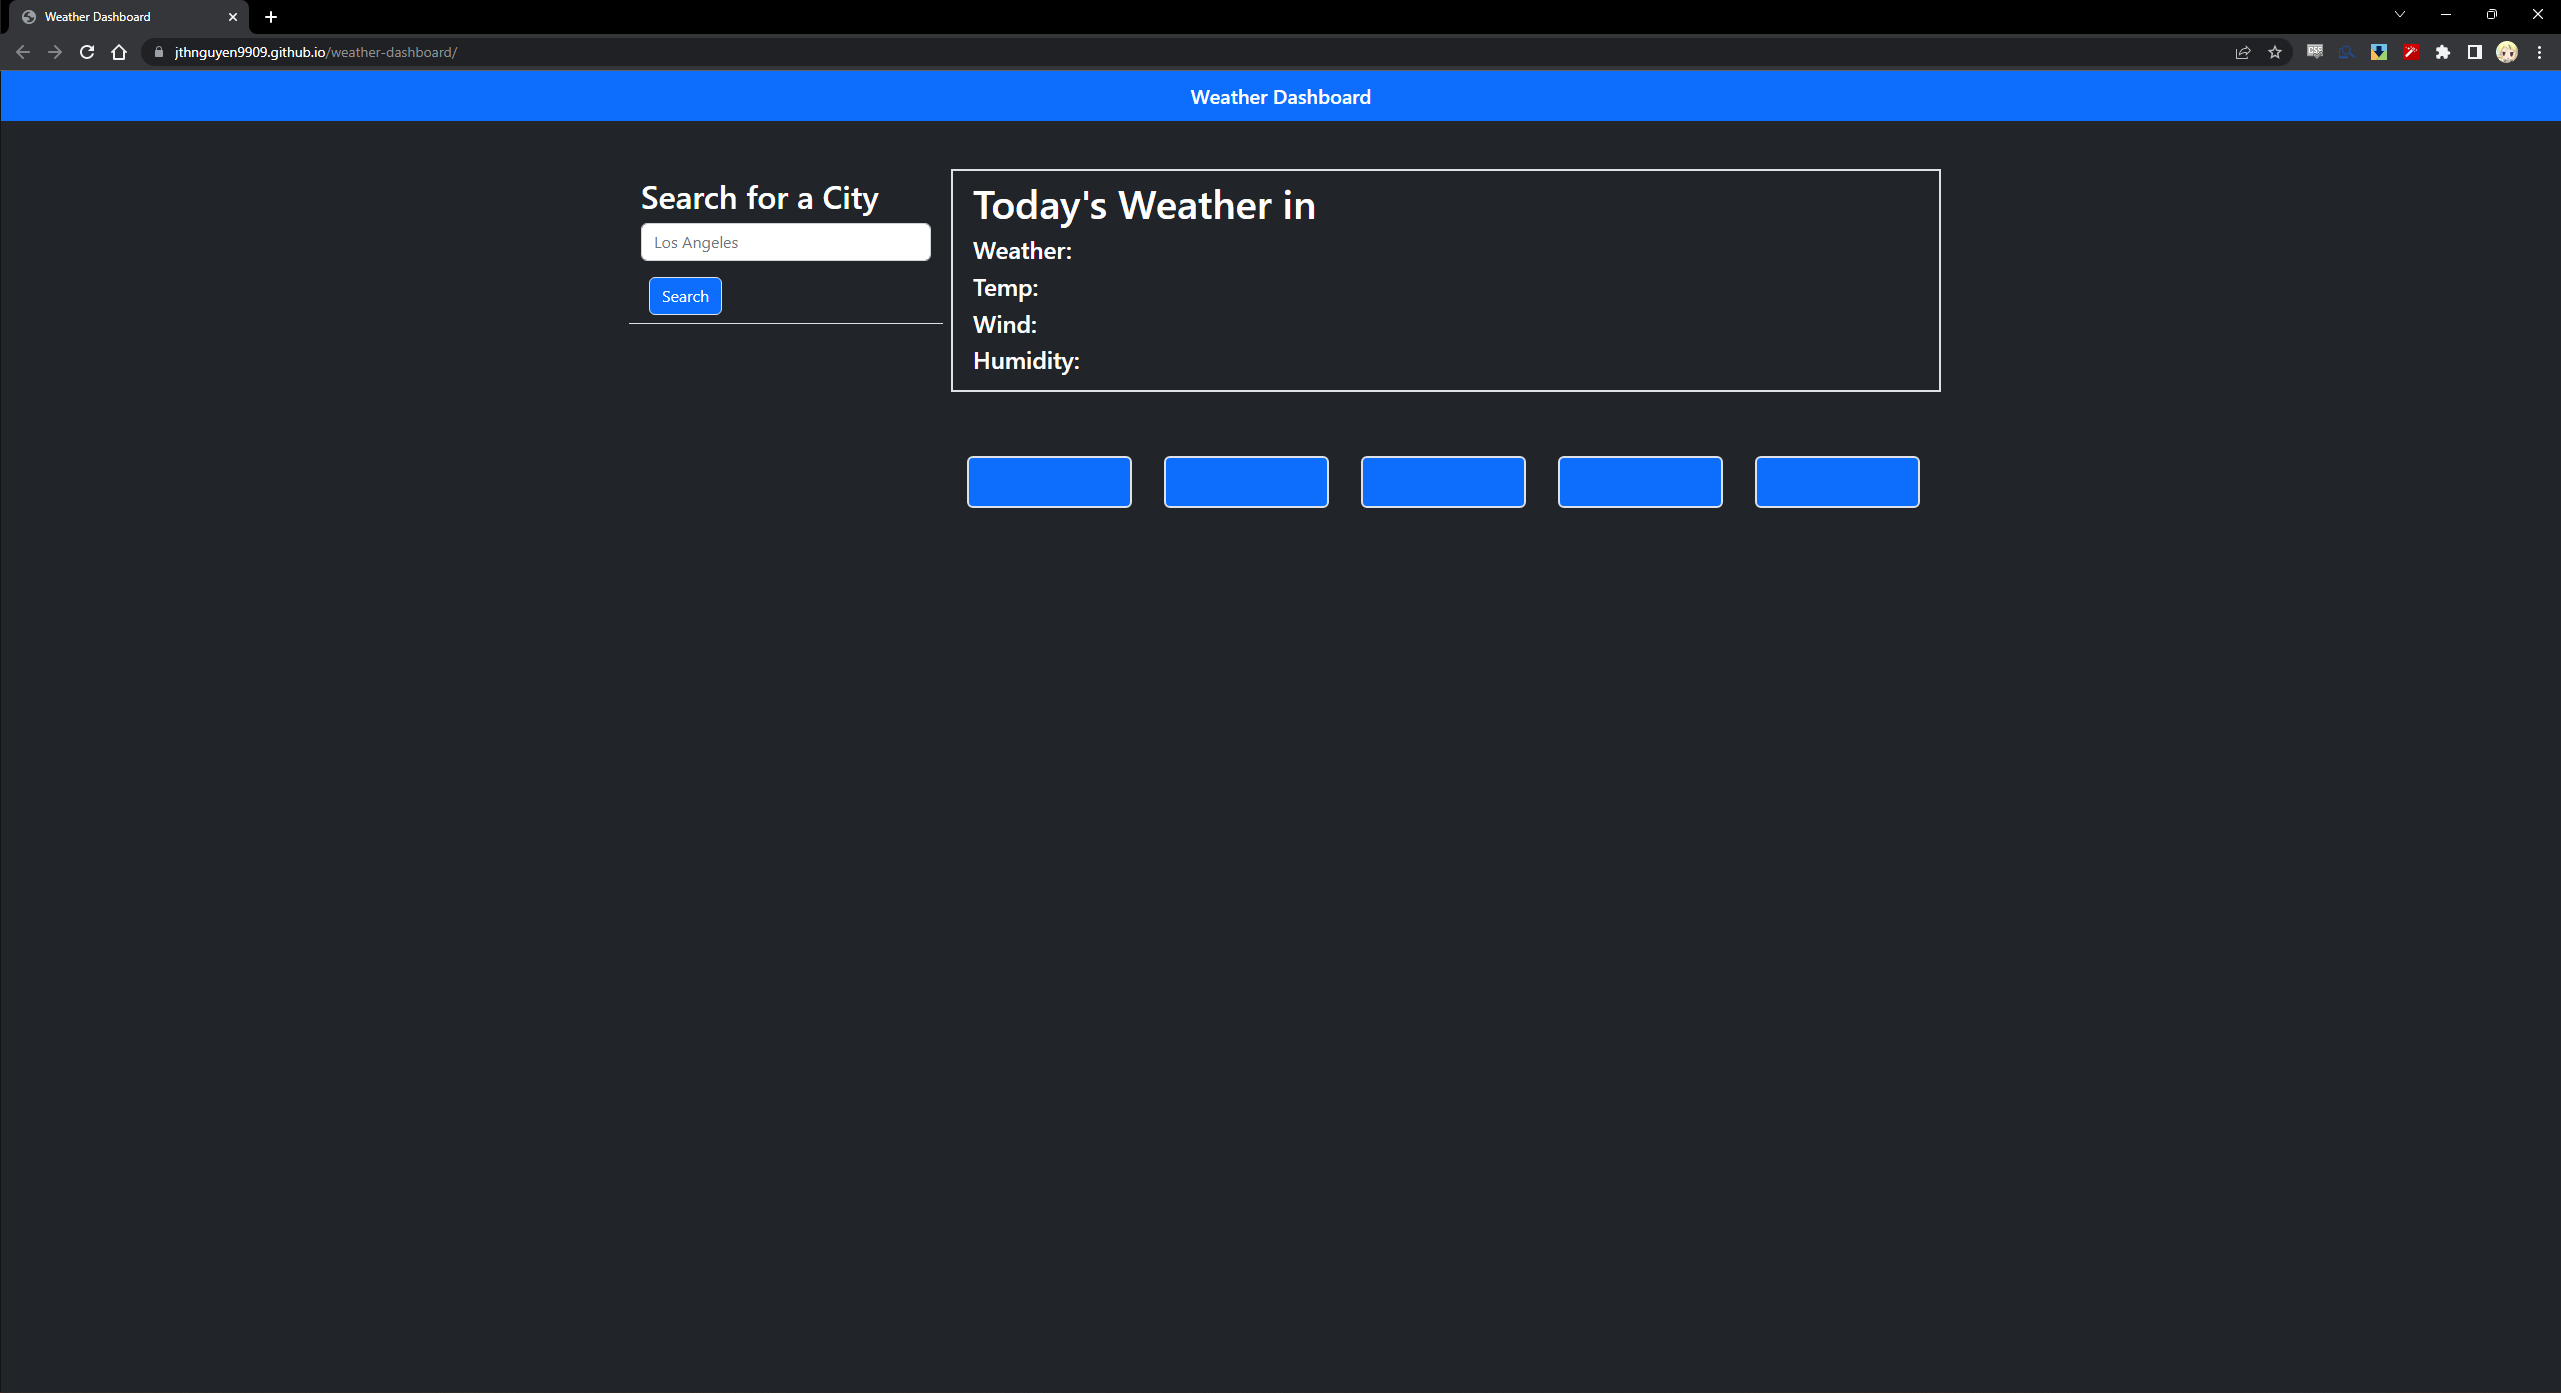 Weather Dashboard
jthnguyen9909.github.io/weather-dashboard/
Weather Dashboard
Search for a City
Los Angeles
Search
Today's Weather in
Weather:
Temp:
Wind:
Humidity: